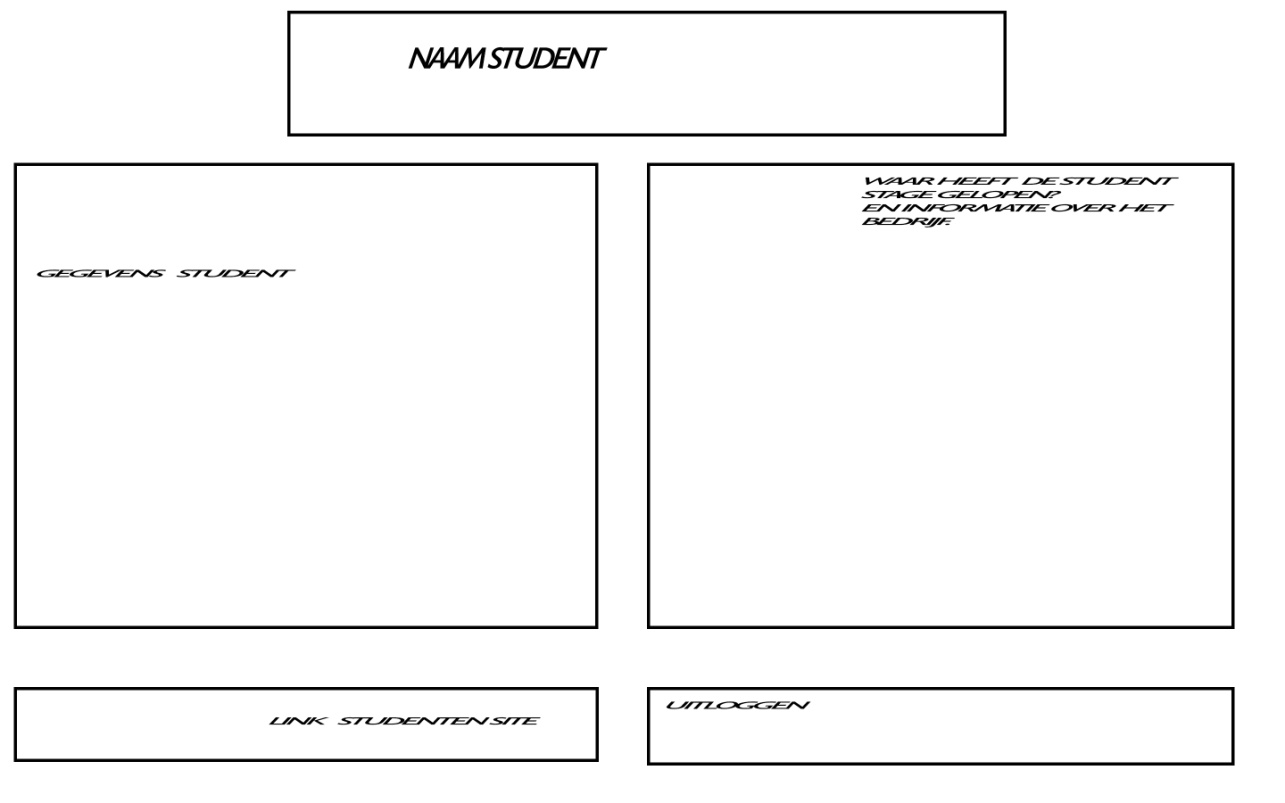 NAAM STUDENT
WAAR HEEFT DE STUDENT
STAGE GELOPEN?
EN INFORMATIE OVER HET
BEDRIJF.
GEGEVENS STUDENT
LINK STUDENTEN SITE
UITLOGGEN